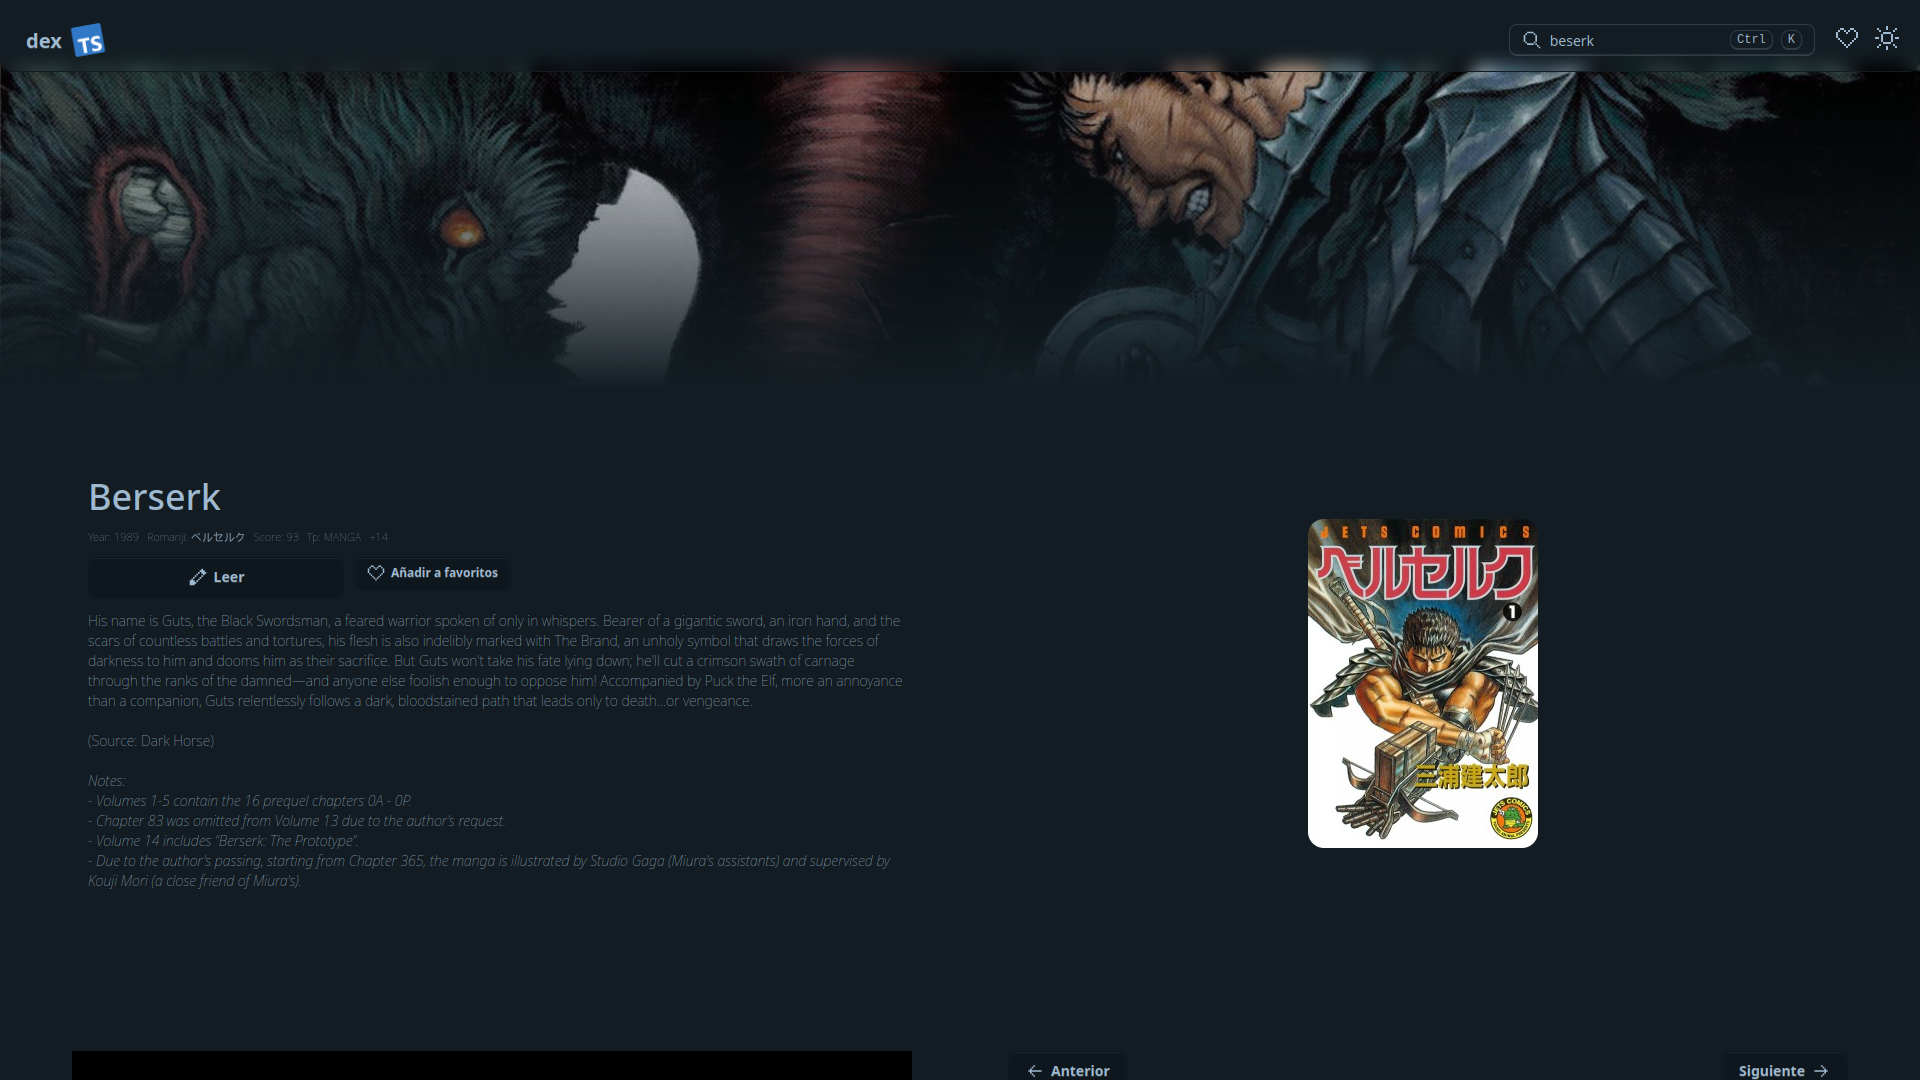 dex TS
beserk Ctrl K
Berserk
Year: 1989 Romanji: ベルセルク Score: 93 Tp: MANGA +14
Leer
Añadir a favoritos
His name is Guts, the Black Swordsman, a feared warrior spoken of only in whispers. Bearer of a gigantic sword, an iron hand, and the
scars of countless battles and tortures, his flesh is also indelibly marked with The Brand, an unholy symbol that draws the forces of
darkness to him and dooms him as their sacrifice. But Guts won't take his fate lying down; he'll cut a crimson swath of carnage
through the ranks of the damned—and anyone else foolish enough to oppose him! Accompanied by Puck the Elf, more an annoyance
than a companion, Guts relentlessly follows a dark, bloodstained path that leads only to death...or vengeance.
(Source: Dark Horse)
Notes:
- Volumes 1-5 contain the 16 prequel chapters 0A - 0P.
- Chapter 83 was omitted from Volume 13 due to the author's request.
- Volume 14 includes "Berserk: The Prototype".
- Due to the author's passing, starting from Chapter 365, the manga is illustrated by Studio Gaga (Miura's assistants) and supervised by
Kouji Mori (a close friend of Miura's).
JETS COMICS
ベルセルク
1
三浦建太郎
JETS COMICS
Anterior
Siguiente